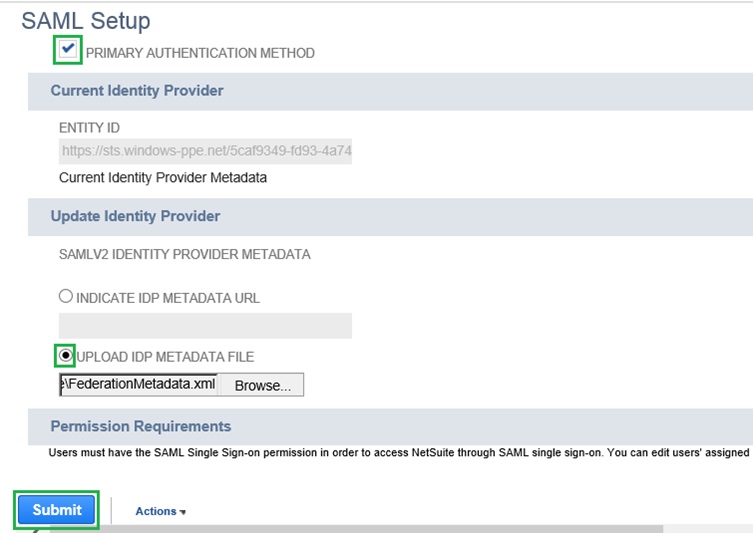 SAML Setup
PRIMARY AUTHENTICATION METHOD
Current Identity Provider
ENTITY ID
https://sts.windows-ppe.net/5caf9349-fd93-4a74
Current Identity Provider Metadata
Update Identity Provider
SAMLV2 IDENTITY PROVIDER METADATA
INDICATE IDP METADATA URL
UPLOAD IDP METADATA FILE
e\FederationMetadata.xml Browse...
Permission Requirements
Users must have the SAML Single Sign-on permission in order to access NetSuite through SAML single sign-on. You can edit users' assigned
Submit Actions